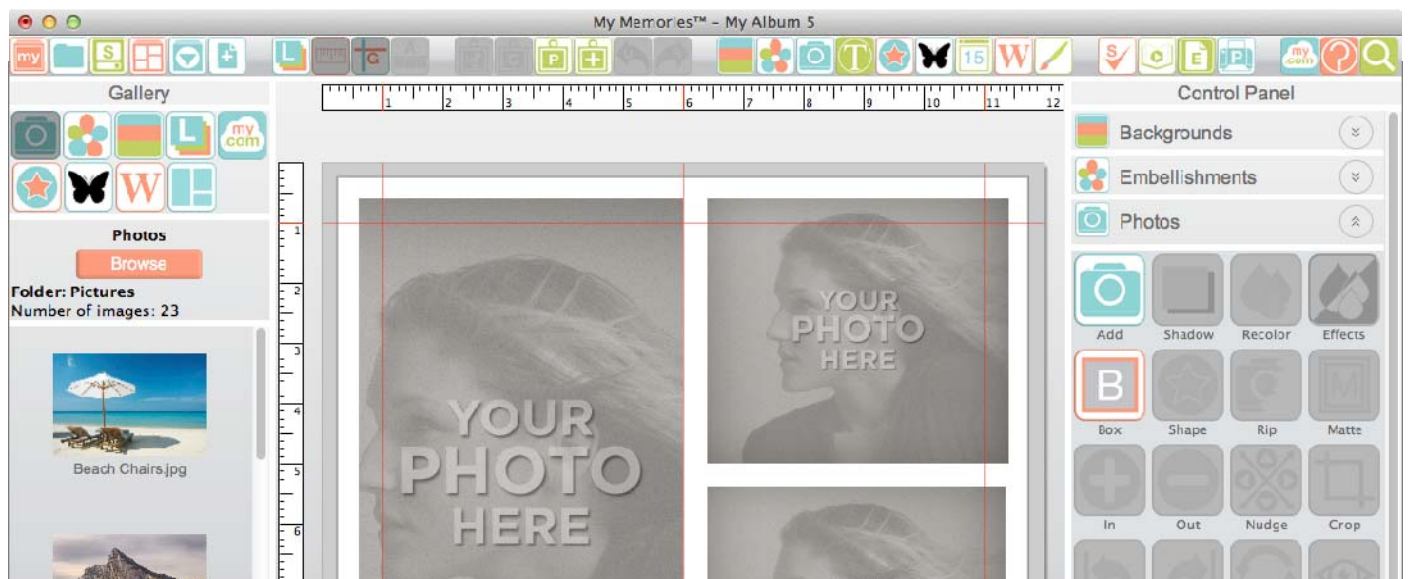 My Memories™ - My Album 5
my S L G P T 15 W S E P my .com ?
Gallery
L my com
W
Photos
Browse
Folder: Pictures
Number of images: 23
Beach Chairs.jpg
1 2 3 4 5 6 7 8 9 10 11 12
1
2
3
4
5
6
YOUR
PHOTO
HERE
YOUR
PHOTO
HERE
Control Panel
Backgrounds
Embellishments
Photos
Add Shadow Recolor Effects
B M
Box Shape Rip Matte
In Out Nudge Crop